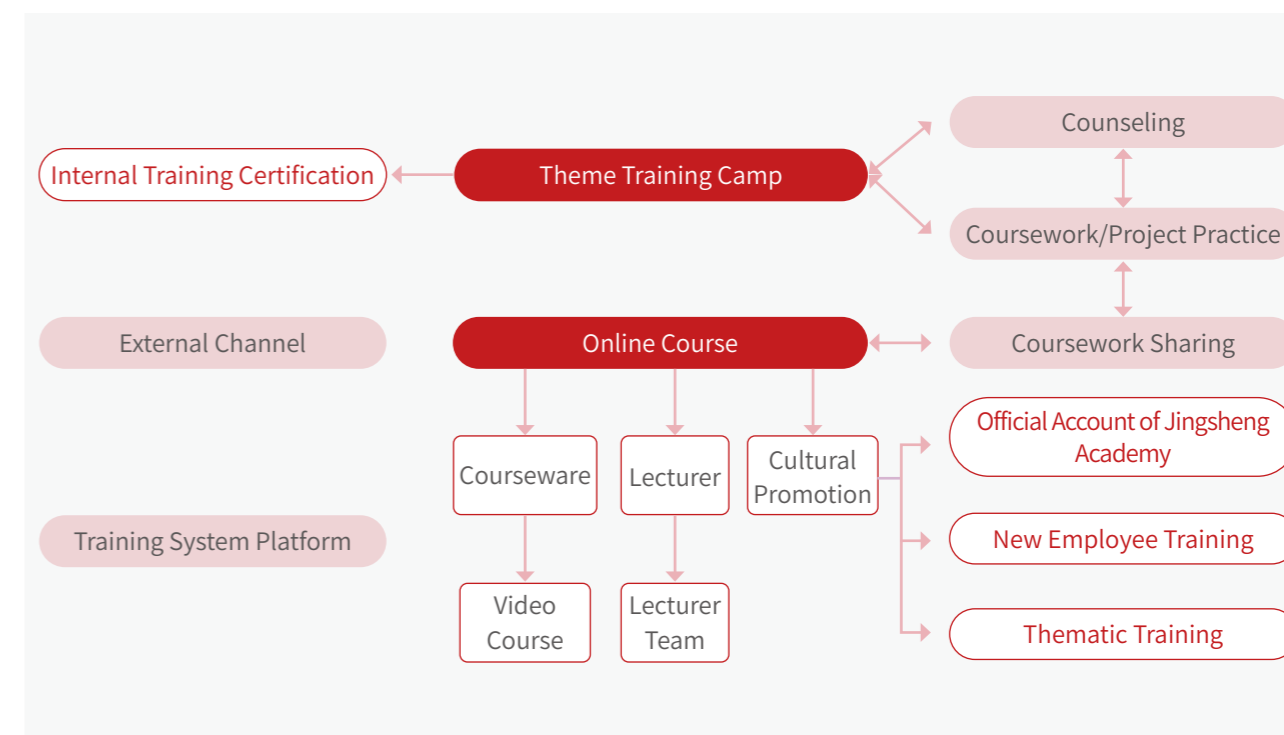 Counseling
Internal Training Certification
Theme Training Camp
Coursework/Project Practice
External Channel
Online Course
Coursework Sharing
Official Account of Jingsheng
Academy
Courseware
Lecturer
Cultural
Promotion
Training System Platform
New Employee Training
Video
Course
Lecturer
Team
Thematic Training